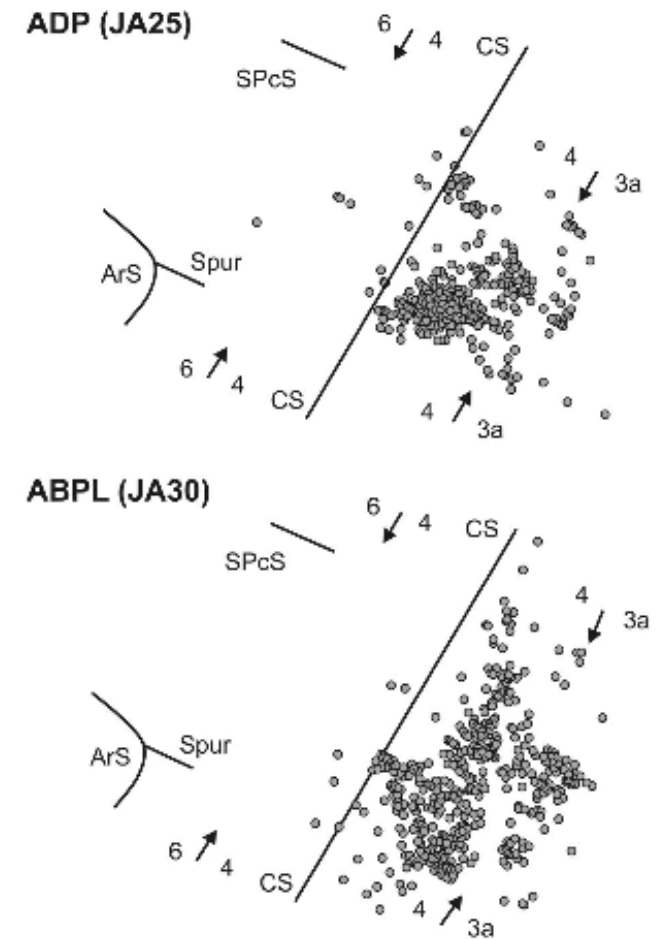 ADP (JA25)
6 4 CS
SPcS
4 3a
ArS Spur
6 4 CS
4 3a
ABPL (JA30)
6 4 CS
SPcS
4 3a
ArS Spur
6 4 CS
4 3a